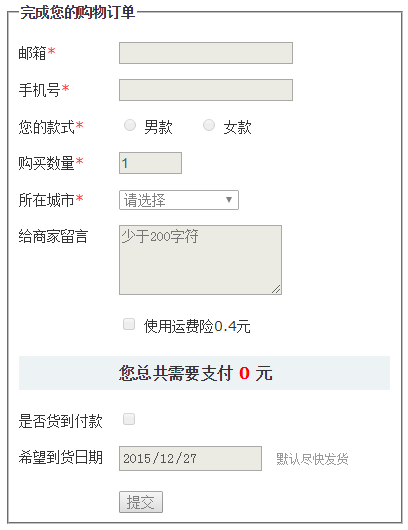 完成您的购物订单
邮箱*
手机号*
您的款式* 男款 女款
购买数量* 1
所在城市* 请选择
给商家留言 少于200字符
使用运费险0.4元
您总共需要支付 0 元
是否货到付款
希望到货日期 2015/12/27 默认尽快发货
提交